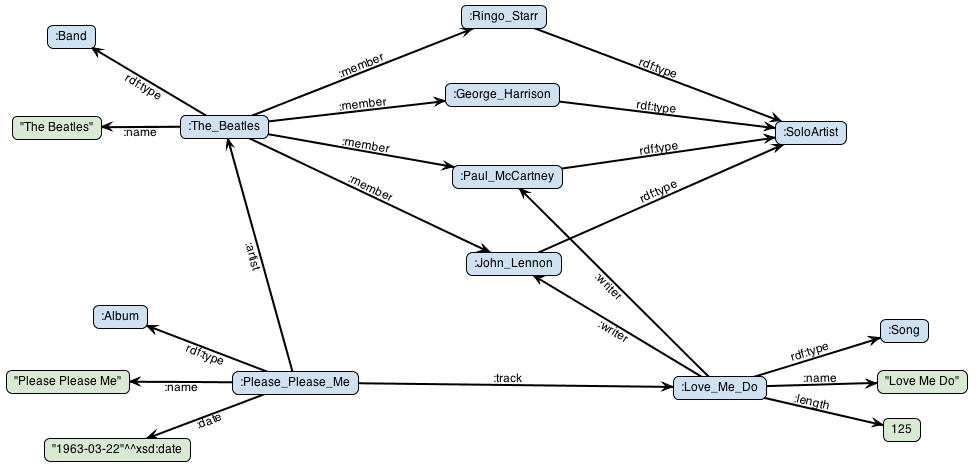 :Ringo_Starr
:Band
:member
rdf:type
rdf:type
:George_Harrison
:member
rdf:type
"The Beatles"
:name
:The_Beatles
:SoloArtist
:member
rdf:type
:Paul_McCartney
:member
rdf:type
:artist
:John_Lennon
:writer
:writer
:Album
:Song
rdf:type
rdf:type
"Please Please Me"
:name
:Please_Please_Me
:track
:Love_Me_Do
:name
"Love Me Do"
:length
:date
125
"1963-03-22"^^xsd:date